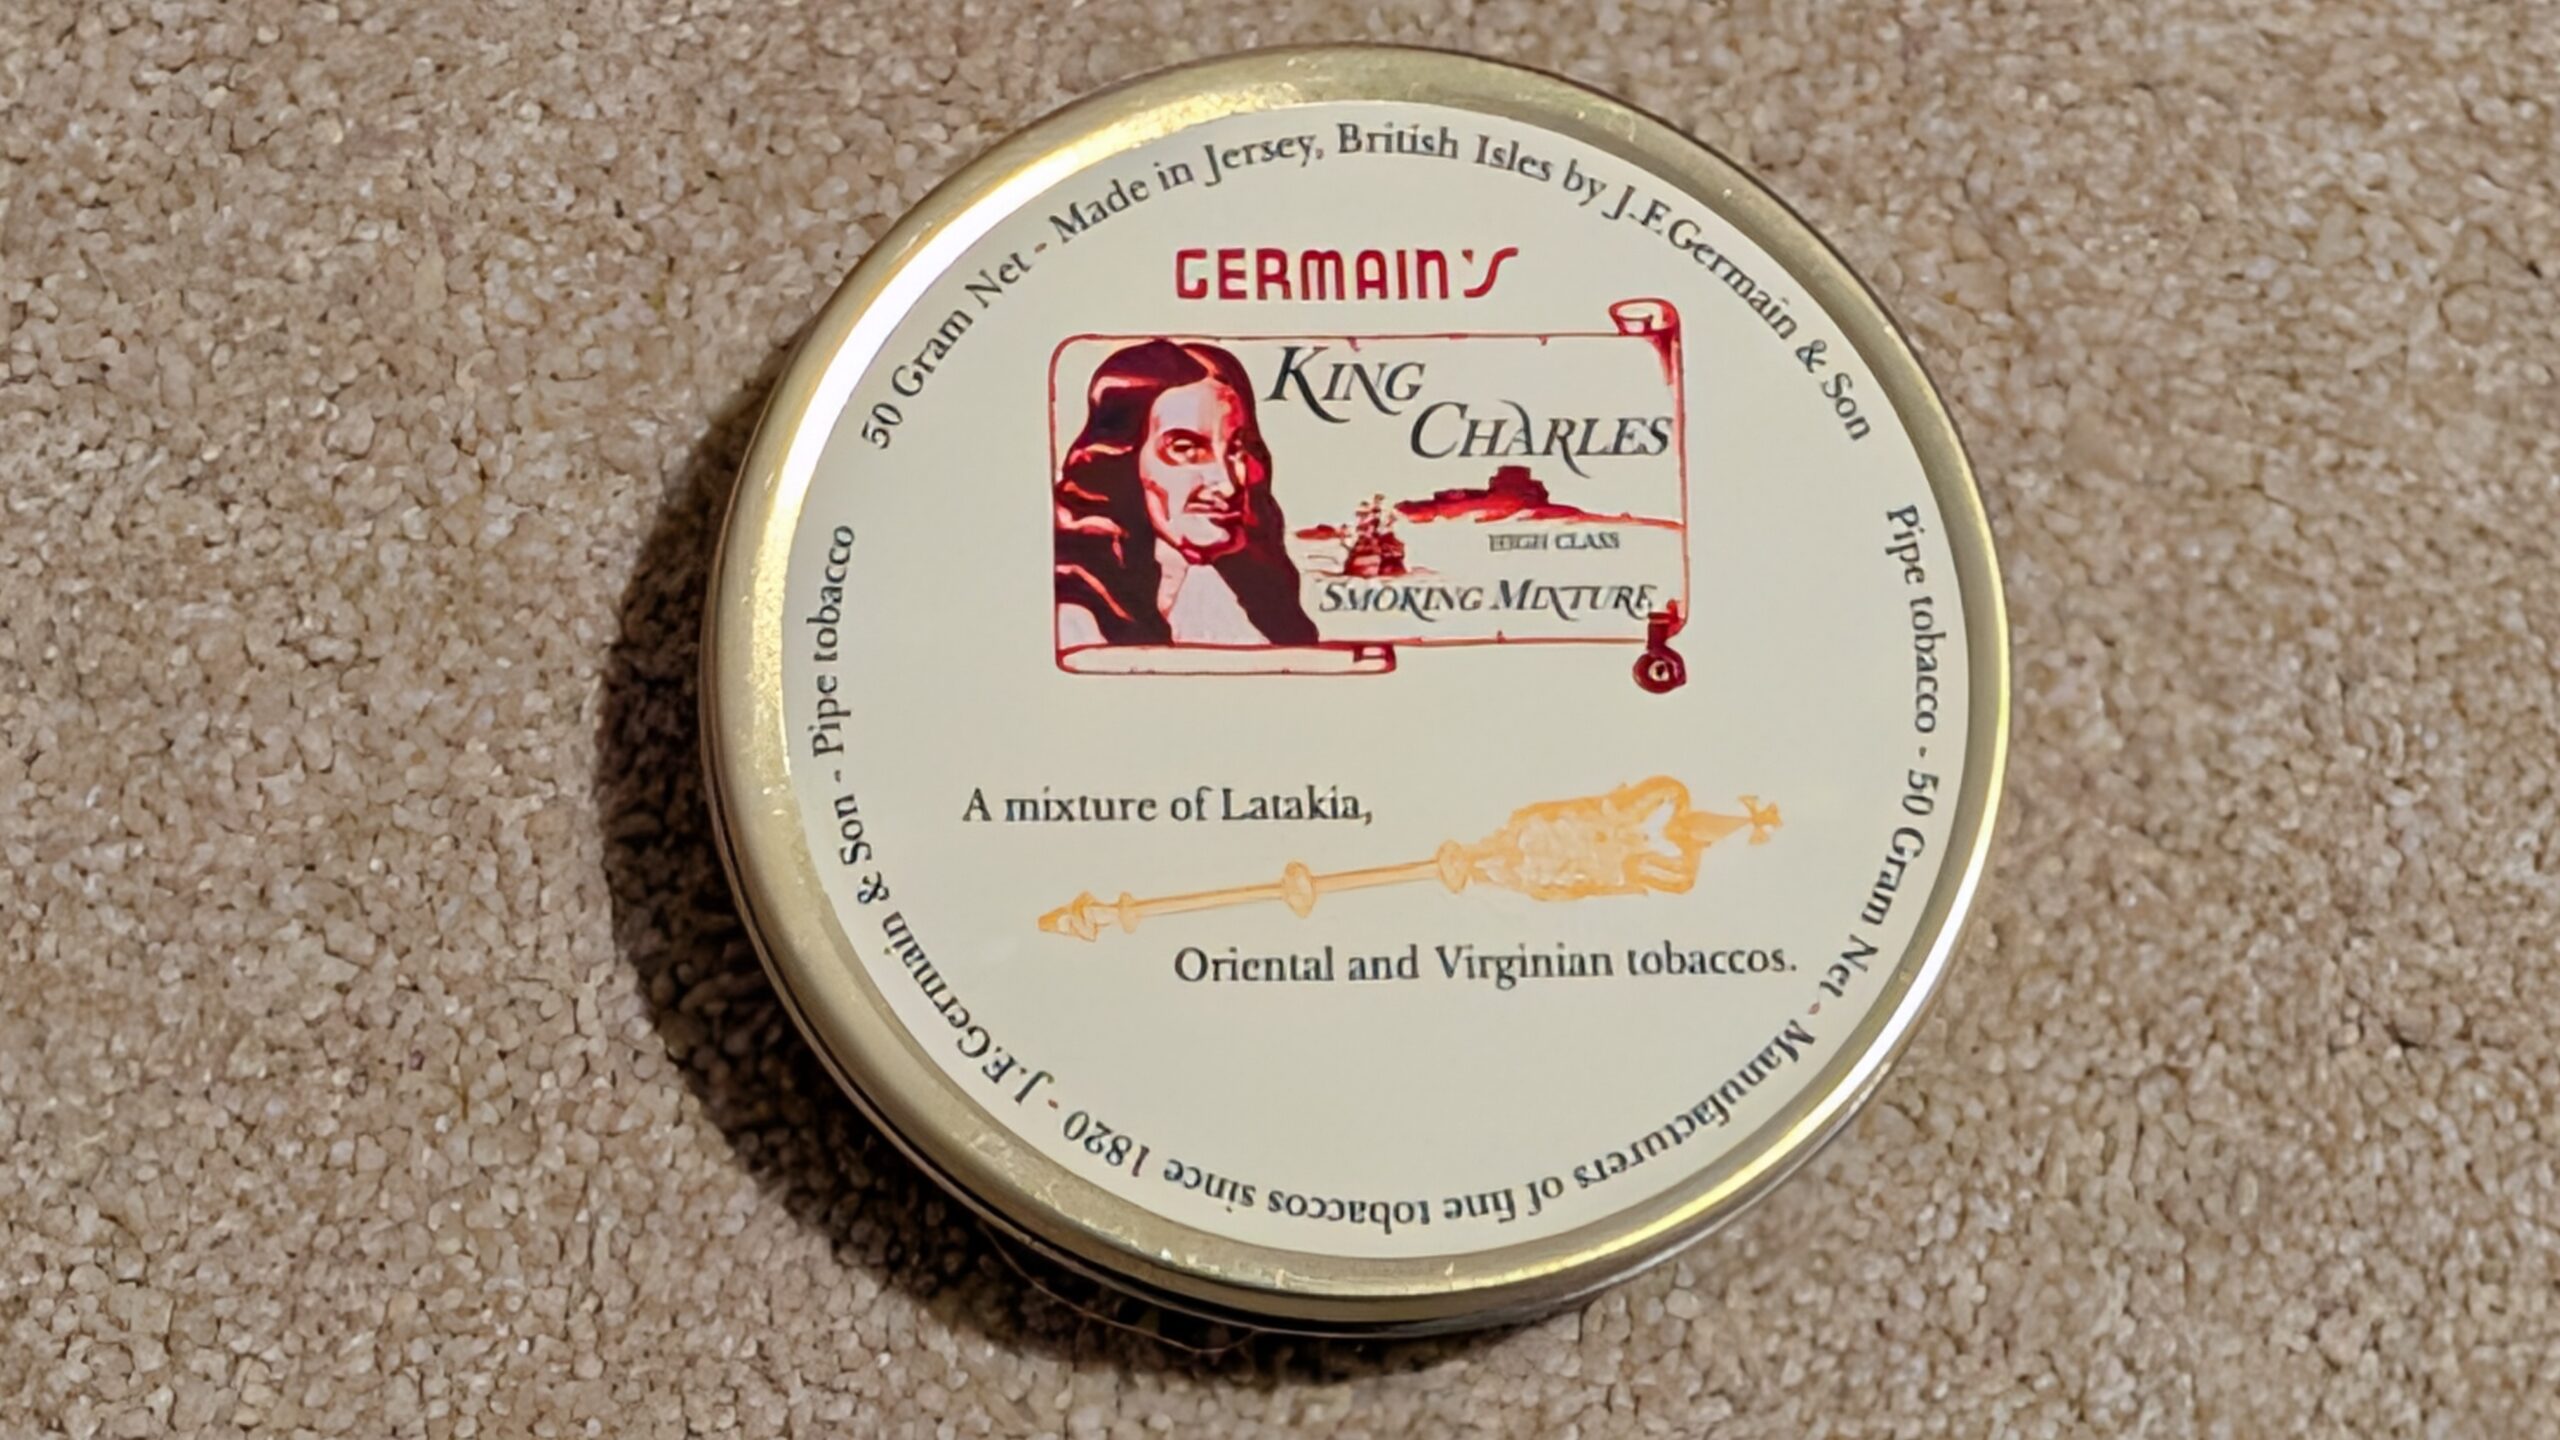 50 Gram Net - Made in Jersey, British Isles by J.F.Germain & Son
GERMAIN'S
KING
CHARLES
HIGH CLASS
SMOKING MIXTURE
A mixture of Latakia,
Oriental and Virginian tobaccos.
Pipe tobacco - 50 Gram Net - Manufacturers of fine tobaccos since 1820 - J.F.Germain & Son - Pipe tobacco